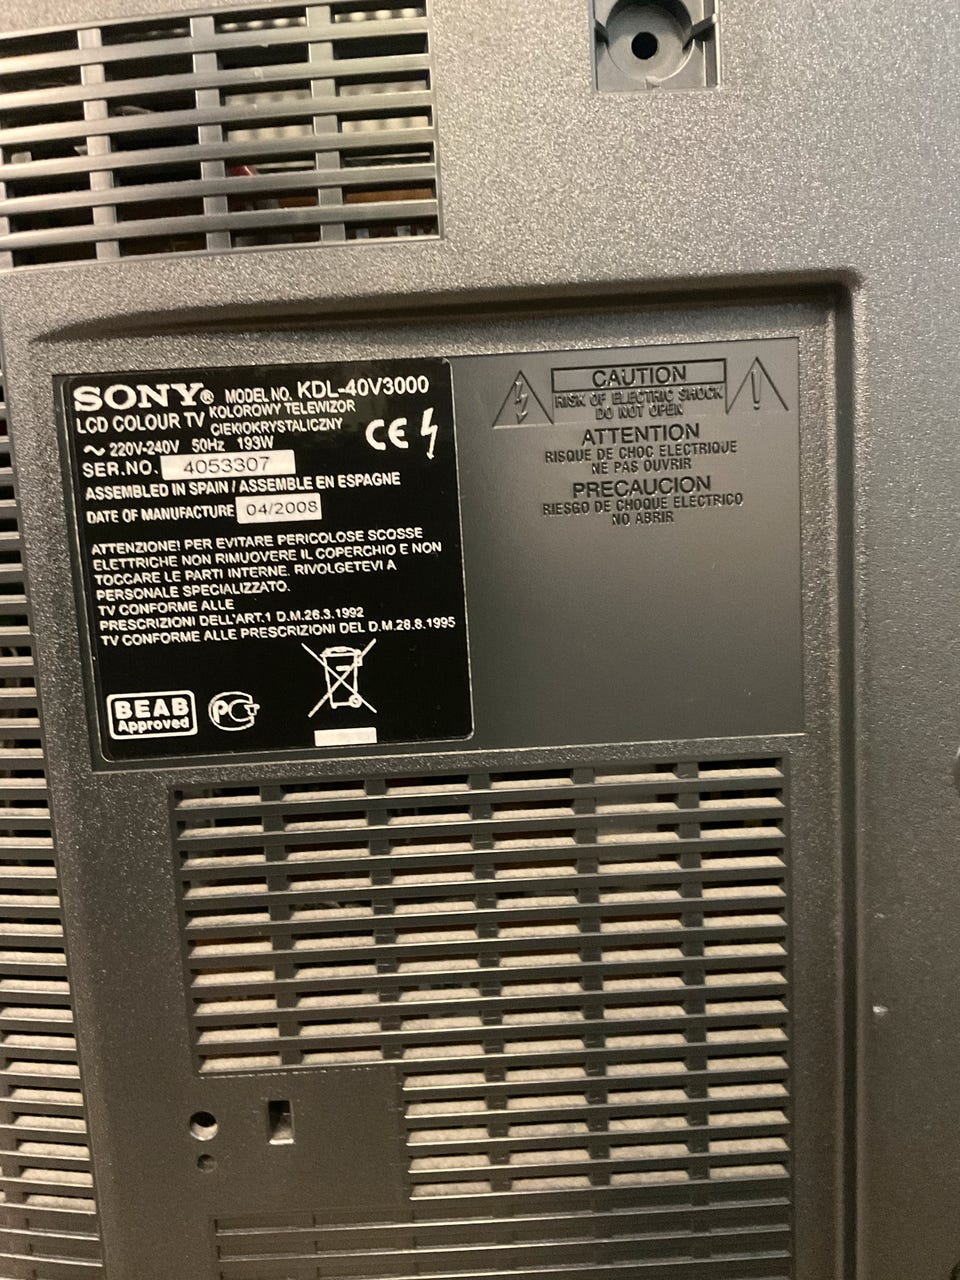 SONY® MODEL NO. KDL-40V3000
LCD COLOUR TV KOLOROWY TELEWIZOR
CIEKłOKRYSTALICZNY
~ 220V-240V 50Hz 193W
CE
SER.NO. 4053307
ASSEMBLED IN SPAIN / ASSEMBLE EN ESPAGNE
DATE OF MANUFACTURE 04/2008
ATTENZIONE! PER EVITARE PERICOLOSE SCOSSE
ELETTRICHE NON RIMUOVERE IL COPERCHIO E NON
TOCCARE LE PARTI INTERNE. RIVOLGETEVI A
PERSONALE SPECIALIZZATO.
TV CONFORME ALLE
PRESCRIZIONI DELL'ART.1 D.M.26.3.1992
TV CONFORME ALLE PRESCRIZIONI DEL D.M.28.8.1995
BEAB
Approved
PCT
CAUTION
RISK OF ELECTRIC SHOCK
DO NOT OPEN
ATTENTION
RISQUE DE CHOC ELECTRIQUE
NE PAS OUVRIR
PRECAUCION
RIESGO DE CHOQUE ELECTRICO
NO ABRIR